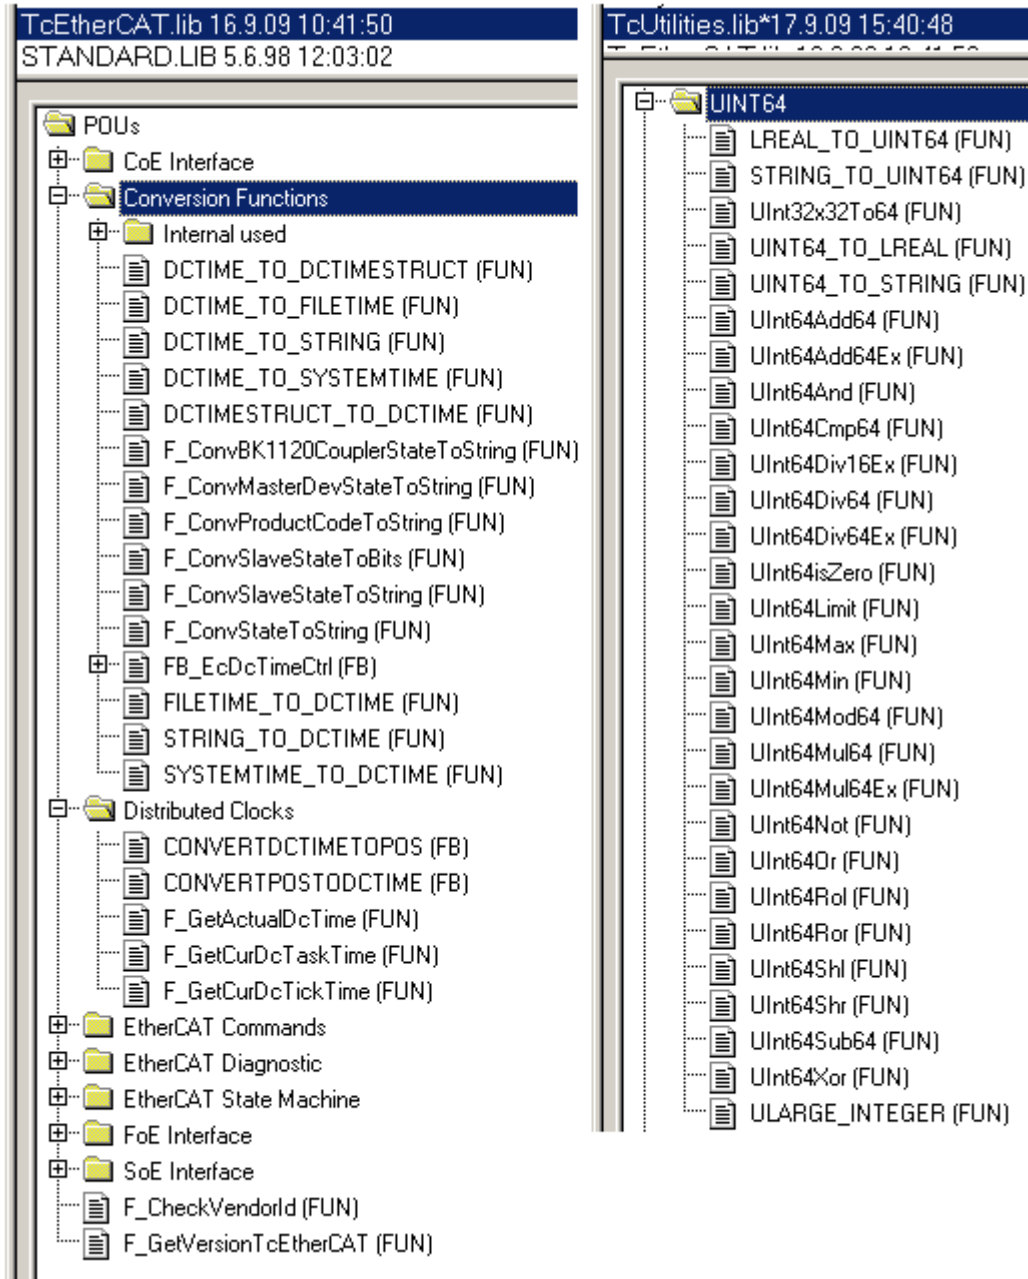 TcEtherCAT.lib 16.9.09 10:41:50
STANDARD.LIB 5.6.98 12:03:02
POUs
CoE Interface
Conversion Functions
Internal used
DCTIME_TO_DCTIMESTRUCT (FUN)
DCTIME_TO_FILETIME (FUN)
DCTIME_TO_STRING (FUN)
DCTIME_TO_SYSTEMTIME (FUN)
DCTIMESTRUCT_TO_DCTIME (FUN)
F_ConvBK1120CouplerStateToString (FUN)
F_ConvMasterDevStateToString (FUN)
F_ConvProductCodeToString (FUN)
F_ConvSlaveStateToBits (FUN)
F_ConvSlaveStateToString (FUN)
F_ConvStateToString (FUN)
FB_EcDcTimeCtrl (FB)
FILETIME_TO_DCTIME (FUN)
STRING_TO_DCTIME (FUN)
SYSTEMTIME_TO_DCTIME (FUN)
Distributed Clocks
CONVERTDCTIMETOPOS (FB)
CONVERTPOSTODCTIME (FB)
F_GetActualDcTime (FUN)
F_GetCurDcTaskTime (FUN)
F_GetCurDcTickTime (FUN)
EtherCAT Commands
EtherCAT Diagnostic
EtherCAT State Machine
FoE Interface
SoE Interface
F_CheckVendorId (FUN)
F_GetVersionTcEtherCAT (FUN)
TcUtilities.lib*17.9.09 15:40:48
UINT64
LREAL_TO_UINT64 (FUN)
STRING_TO_UINT64 (FUN)
UInt32x32To64 (FUN)
UINT64_TO_LREAL (FUN)
UINT64_TO_STRING (FUN)
UInt64Add64 (FUN)
UInt64Add64Ex (FUN)
UInt64And (FUN)
UInt64Cmp64 (FUN)
UInt64Div16Ex (FUN)
UInt64Div64 (FUN)
UInt64Div64Ex (FUN)
UInt64isZero (FUN)
UInt64Limit (FUN)
UInt64Max (FUN)
UInt64Min (FUN)
UInt64Mod64 (FUN)
UInt64Mul64 (FUN)
UInt64Mul64Ex (FUN)
UInt64Not (FUN)
UInt64Or (FUN)
UInt64Rol (FUN)
UInt64Ror (FUN)
UInt64Shl (FUN)
UInt64Shr (FUN)
UInt64Sub64 (FUN)
UInt64Xor (FUN)
ULARGE_INTEGER (FUN)